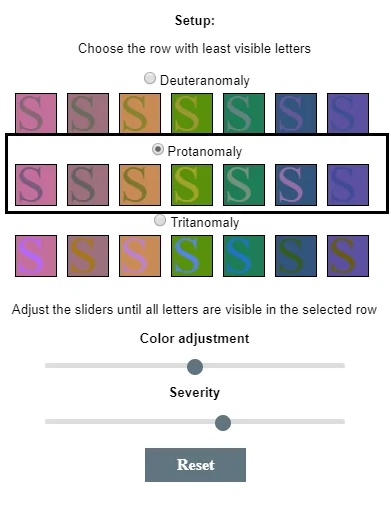 Setup:
Choose the row with least visible letters
Deuteranomaly
S S S S S S S
Protanomaly
S S S S S S S
Tritanomaly
S S S S S S S
Adjust the sliders until all letters are visible in the selected row
Color adjustment
Severity
Reset